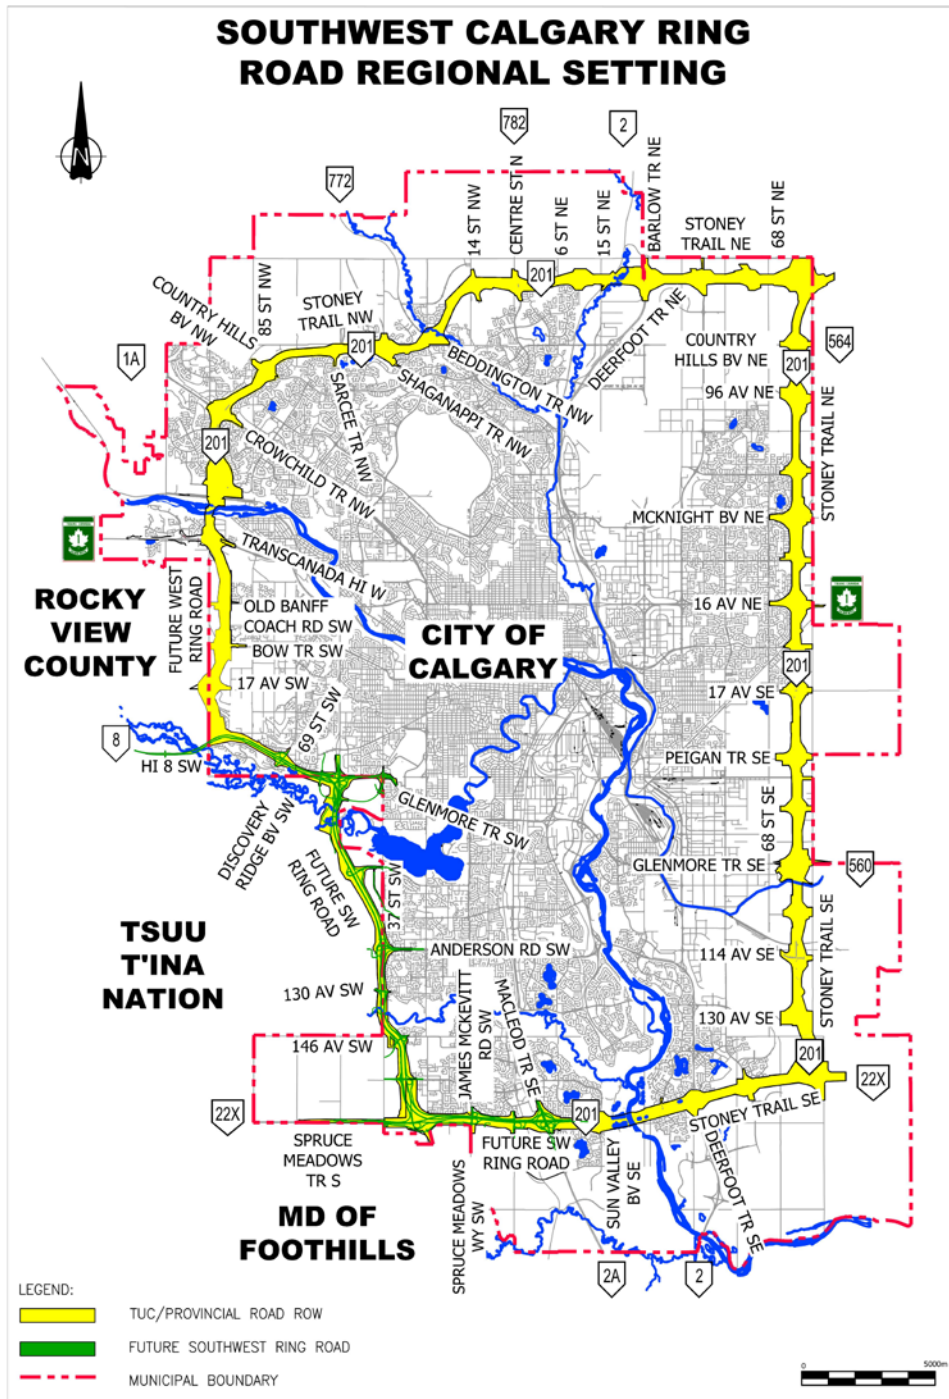 SOUTHWEST CALGARY RING
ROAD REGIONAL SETTING
N
782
2
772
14 ST NW
CENTRE ST N
6 ST NE
15 ST NE
BARLOW TR NE
STONEY
TRAIL NE
68 ST NE
201
COUNTRY HILLS
BV NW
85 ST NW
STONEY
TRAIL NW
201
DEERFOOT TR NE
COUNTRY
HILLS BV NE
564
1A
201
BEDDINGTON TR NW
SHAGANAPPI TR NW
SARCEE TR NW
96 AV NE
STONEY TRAIL NE
201
CROWCHILD TR NW
MCKNIGHT BV NE
1
TRANSCANADA HI W
ROCKY
VIEW
COUNTY
FUTURE WEST
RING ROAD
OLD BANFF
COACH RD SW
BOW TR SW
CITY OF
CALGARY
16 AV NE
1
201
17 AV SW
17 AV SE
69 ST SW
8
HI 8 SW
PEIGAN TR SE
DISCOVERY
RIDGE BV SW
GLENMORE TR SW
68 ST SE
GLENMORE TR SE
560
FUTURE SW
RING ROAD
37 ST SW
TSUU
T'INA
NATION
ANDERSON RD SW
114 AV SE
STONEY TRAIL SE
130 AV SW
JAMES MCKEVITT
RD SW
MACLEOD TR SE
130 AV SE
146 AV SW
201
22X
22X
201
STONEY TRAIL SE
SPRUCE
MEADOWS
TR S
FUTURE SW
RING ROAD
SUN VALLEY
BV SE
DEERFOOT TR SE
SPRUCE MEADOWS
WY SW
MD OF
FOOTHILLS
2A
2
LEGEND:
TUC/PROVINCIAL ROAD ROW
FUTURE SOUTHWEST RING ROAD
MUNICIPAL BOUNDARY
0
5000m